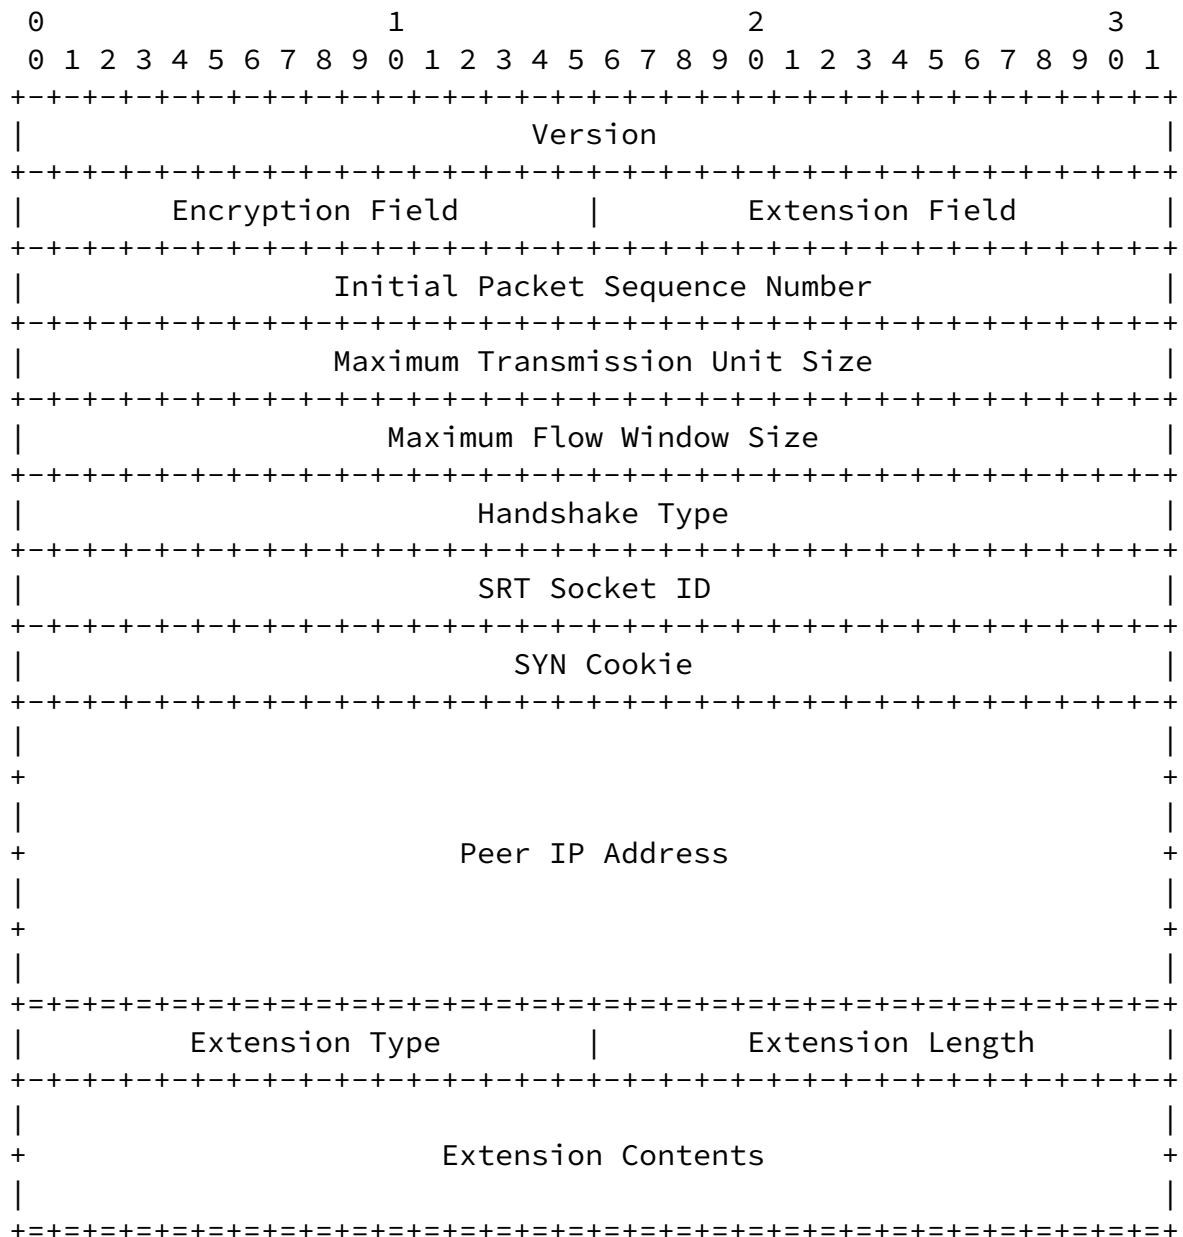 0                   1                   2                   3
 0 1 2 3 4 5 6 7 8 9 0 1 2 3 4 5 6 7 8 9 0 1 2 3 4 5 6 7 8 9 0 1
+-+-+-+-+-+-+-+-+-+-+-+-+-+-+-+-+-+-+-+-+-+-+-+-+-+-+-+-+-+-+-+-+
|                            Version                            |
+-+-+-+-+-+-+-+-+-+-+-+-+-+-+-+-+-+-+-+-+-+-+-+-+-+-+-+-+-+-+-+-+
|        Encryption Field       |        Extension Field        |
+-+-+-+-+-+-+-+-+-+-+-+-+-+-+-+-+-+-+-+-+-+-+-+-+-+-+-+-+-+-+-+-+
|                 Initial Packet Sequence Number                |
+-+-+-+-+-+-+-+-+-+-+-+-+-+-+-+-+-+-+-+-+-+-+-+-+-+-+-+-+-+-+-+-+
|                 Maximum Transmission Unit Size                |
+-+-+-+-+-+-+-+-+-+-+-+-+-+-+-+-+-+-+-+-+-+-+-+-+-+-+-+-+-+-+-+-+
|                    Maximum Flow Window Size                   |
+-+-+-+-+-+-+-+-+-+-+-+-+-+-+-+-+-+-+-+-+-+-+-+-+-+-+-+-+-+-+-+-+
|                         Handshake Type                        |
+-+-+-+-+-+-+-+-+-+-+-+-+-+-+-+-+-+-+-+-+-+-+-+-+-+-+-+-+-+-+-+-+
|                         SRT Socket ID                         |
+-+-+-+-+-+-+-+-+-+-+-+-+-+-+-+-+-+-+-+-+-+-+-+-+-+-+-+-+-+-+-+-+
|                           SYN Cookie                          |
+-+-+-+-+-+-+-+-+-+-+-+-+-+-+-+-+-+-+-+-+-+-+-+-+-+-+-+-+-+-+-+-+
|                                                               |
+                                                               +
|                                                               |
+                        Peer IP Address                        +
|                                                               |
+                                                               +
|                                                               |
+=+=+=+=+=+=+=+=+=+=+=+=+=+=+=+=+=+=+=+=+=+=+=+=+=+=+=+=+=+=+=+=+
|         Extension Type        |        Extension Length       |
+-+-+-+-+-+-+-+-+-+-+-+-+-+-+-+-+-+-+-+-+-+-+-+-+-+-+-+-+-+-+-+-+
|                                                               |
+                       Extension Contents                      +
|                                                               |
+=+=+=+=+=+=+=+=+=+=+=+=+=+=+=+=+=+=+=+=+=+=+=+=+=+=+=+=+=+=+=+=+